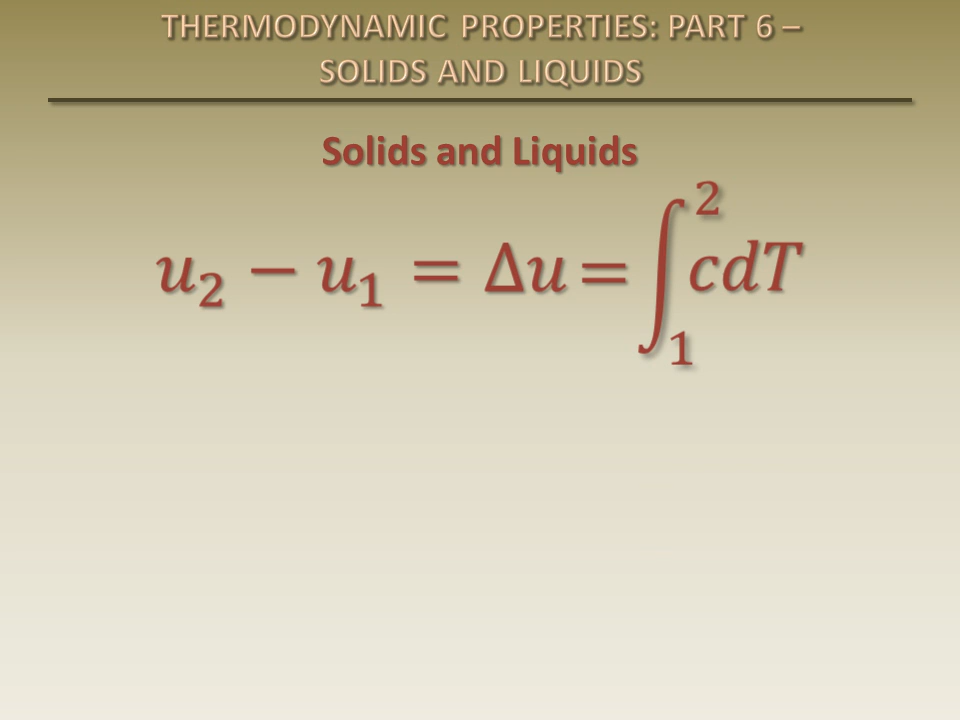 THERMODYNAMIC PROPERTIES: PART 6 –
SOLIDS AND LIQUIDS
Solids and Liquids
u₂ − u₁ = Δu = ∫₁² cdT